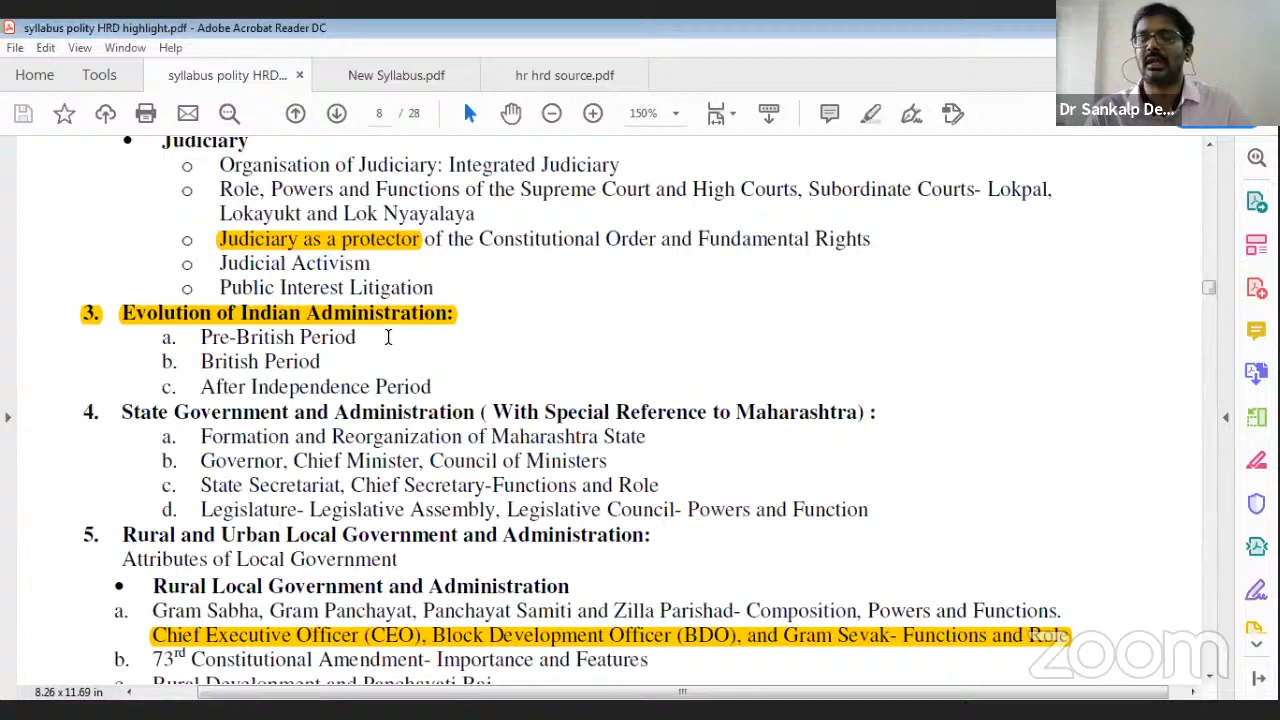 syllabus polity HRD highlight.pdf - Adobe Acrobat Reader DC
File Edit View Window Help
Home Tools syllabus polity HRD... × New Syllabus.pdf hr hrd source.pdf
8 / 28 150%
Dr Sankalp De...
Judiciary
o Organisation of Judiciary: Integrated Judiciary
o Role, Powers and Functions of the Supreme Court and High Courts, Subordinate Courts- Lokpal,
Lokayukt and Lok Nyayalaya
o Judiciary as a protector of the Constitutional Order and Fundamental Rights
o Judicial Activism
o Public Interest Litigation
3. Evolution of Indian Administration:
a. Pre-British Period
b. British Period
c. After Independence Period
4. State Government and Administration ( With Special Reference to Maharashtra) :
a. Formation and Reorganization of Maharashtra State
b. Governor, Chief Minister, Council of Ministers
c. State Secretariat, Chief Secretary-Functions and Role
d. Legislature- Legislative Assembly, Legislative Council- Powers and Function
5. Rural and Urban Local Government and Administration:
Attributes of Local Government
• Rural Local Government and Administration
a. Gram Sabha, Gram Panchayat, Panchayat Samiti and Zilla Parishad- Composition, Powers and Functions.
Chief Executive Officer (CEO), Block Development Officer (BDO), and Gram Sevak- Functions and Role
b. 73rd Constitutional Amendment- Importance and Features
c. Rural Development and Panchayati Raj
zoom
8.26 x 11.69 in